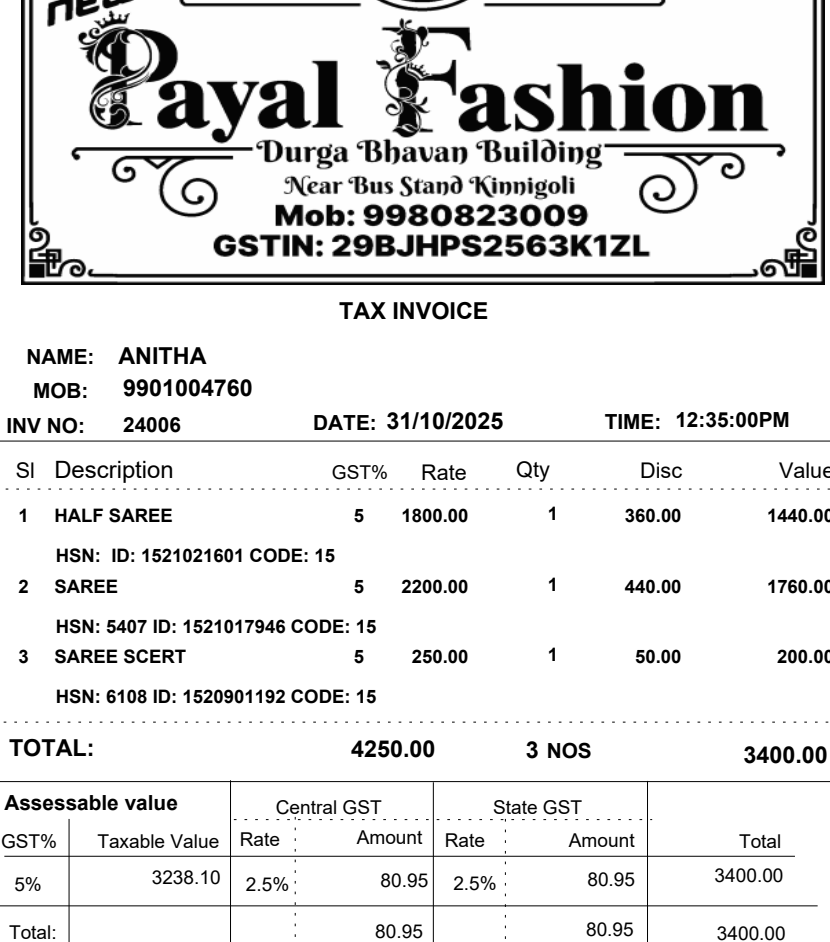 new
Payal Fashion
Durga Bhavan Building
Near Bus Stand Kinnigoli
Mob: 9980823009
GSTIN: 29BJHPS2563K1ZL
TAX INVOICE
NAME: ANITHA
MOB: 9901004760
INV NO: 24006 DATE: 31/10/2025 TIME: 12:35:00PM
Sl Description GST% Rate Qty Disc Value
1 HALF SAREE 5 1800.00 1 360.00 1440.00
HSN: ID: 1521021601 CODE: 15
2 SAREE 5 2200.00 1 440.00 1760.00
HSN: 5407 ID: 1521017946 CODE: 15
3 SAREE SCERT 5 250.00 1 50.00 200.00
HSN: 6108 ID: 1520901192 CODE: 15
TOTAL: 4250.00 3 NOS 3400.00
Assessable value Central GST State GST
GST% Taxable Value Rate Amount Rate Amount Total
5% 3238.10 2.5% 80.95 2.5% 80.95 3400.00
Total: 80.95 80.95 3400.00